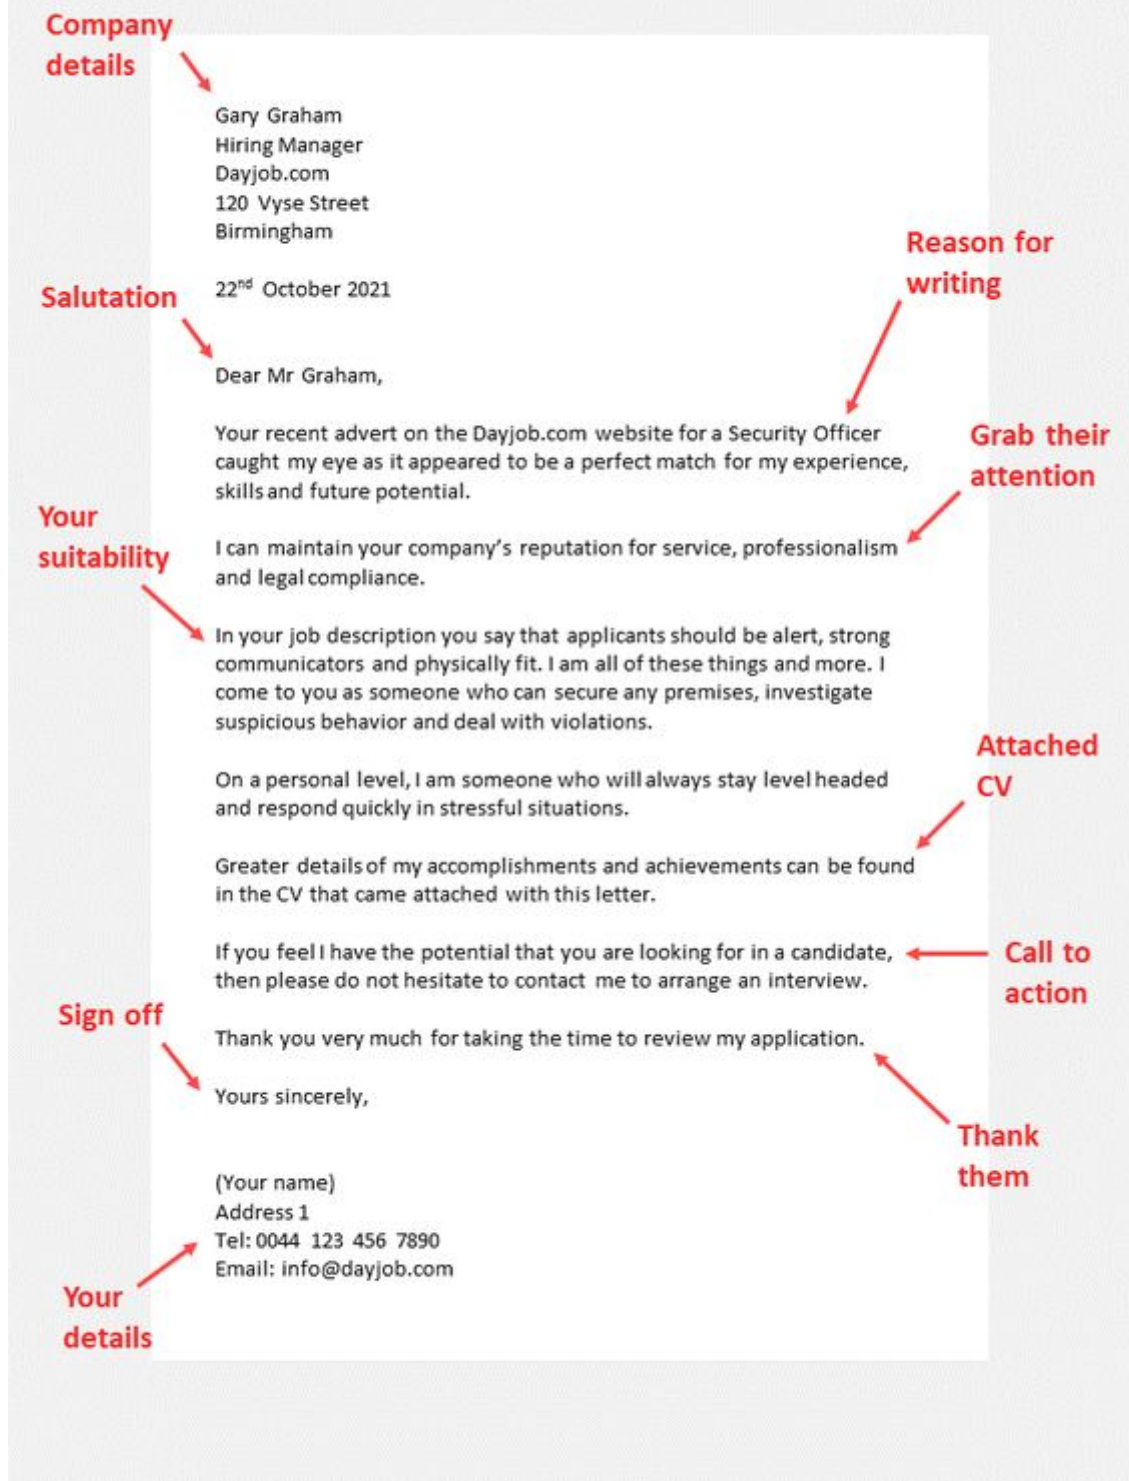 Company
details
Gary Graham
Hiring Manager
Dayjob.com
120 Vyse Street
Birmingham
Reason for
writing
Salutation
22nd October 2021
Dear Mr Graham,
Your recent advert on the Dayjob.com website for a Security Officer
caught my eye as it appeared to be a perfect match for my experience,
skills and future potential.
Grab their
attention
I can maintain your company's reputation for service, professionalism
and legal compliance.
Your
suitability
In your job description you say that applicants should be alert, strong
communicators and physically fit. I am all of these things and more. I
come to you as someone who can secure any premises, investigate
suspicious behavior and deal with violations.
On a personal level, I am someone who will always stay level headed
and respond quickly in stressful situations.
Attached
CV
Greater details of my accomplishments and achievements can be found
in the CV that came attached with this letter.
If you feel I have the potential that you are looking for in a candidate,
then please do not hesitate to contact me to arrange an interview.
Call to
action
Thank you very much for taking the time to review my application.
Thank
them
Sign off
Yours sincerely,
(Your name)
Address 1
Tel: 0044 123 456 7890
Email: info@dayjob.com
Your
details